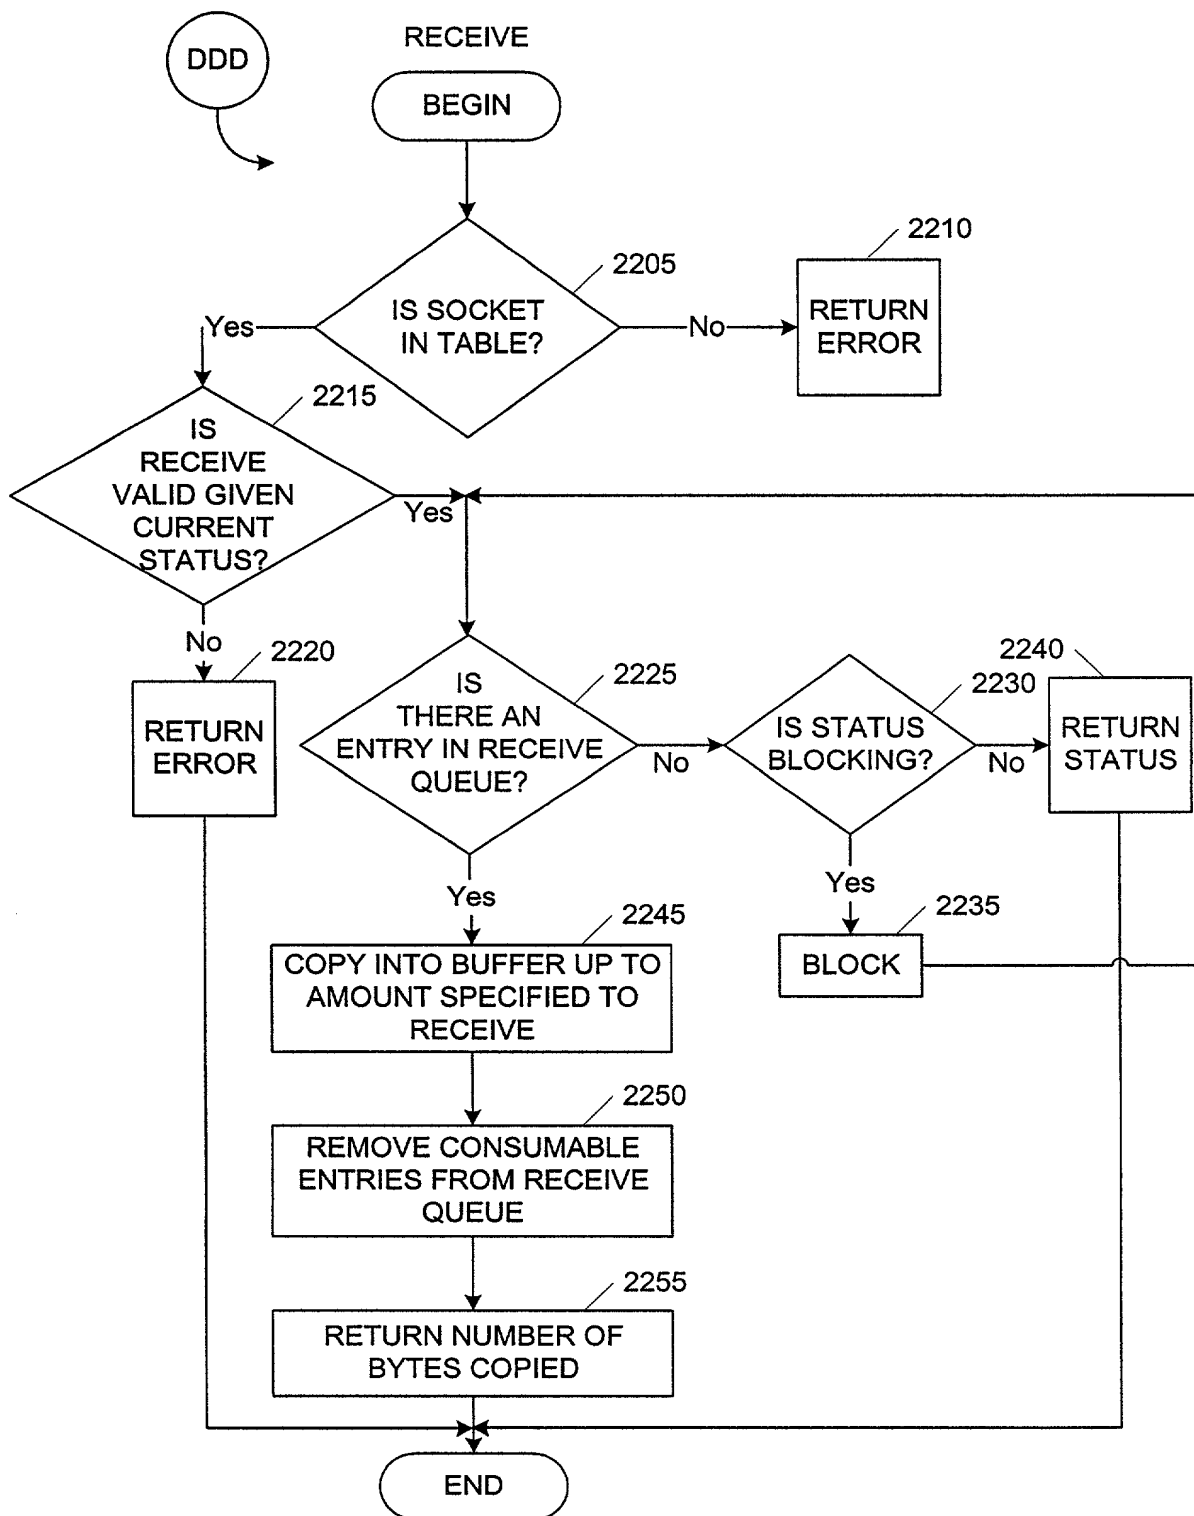 DDD
RECEIVE
BEGIN
2205
2210
IS SOCKET
IN TABLE?
Yes
No
RETURN
ERROR
2215
IS
RECEIVE
VALID GIVEN
CURRENT
STATUS?
Yes
No
2220
RETURN
ERROR
2225
IS
THERE AN
ENTRY IN RECEIVE
QUEUE?
No
2230
IS STATUS
BLOCKING?
No
2240
RETURN
STATUS
Yes
Yes
2235
BLOCK
2245
COPY INTO BUFFER UP TO
AMOUNT SPECIFIED TO
RECEIVE
2250
REMOVE CONSUMABLE
ENTRIES FROM RECEIVE
QUEUE
2255
RETURN NUMBER OF
BYTES COPIED
END